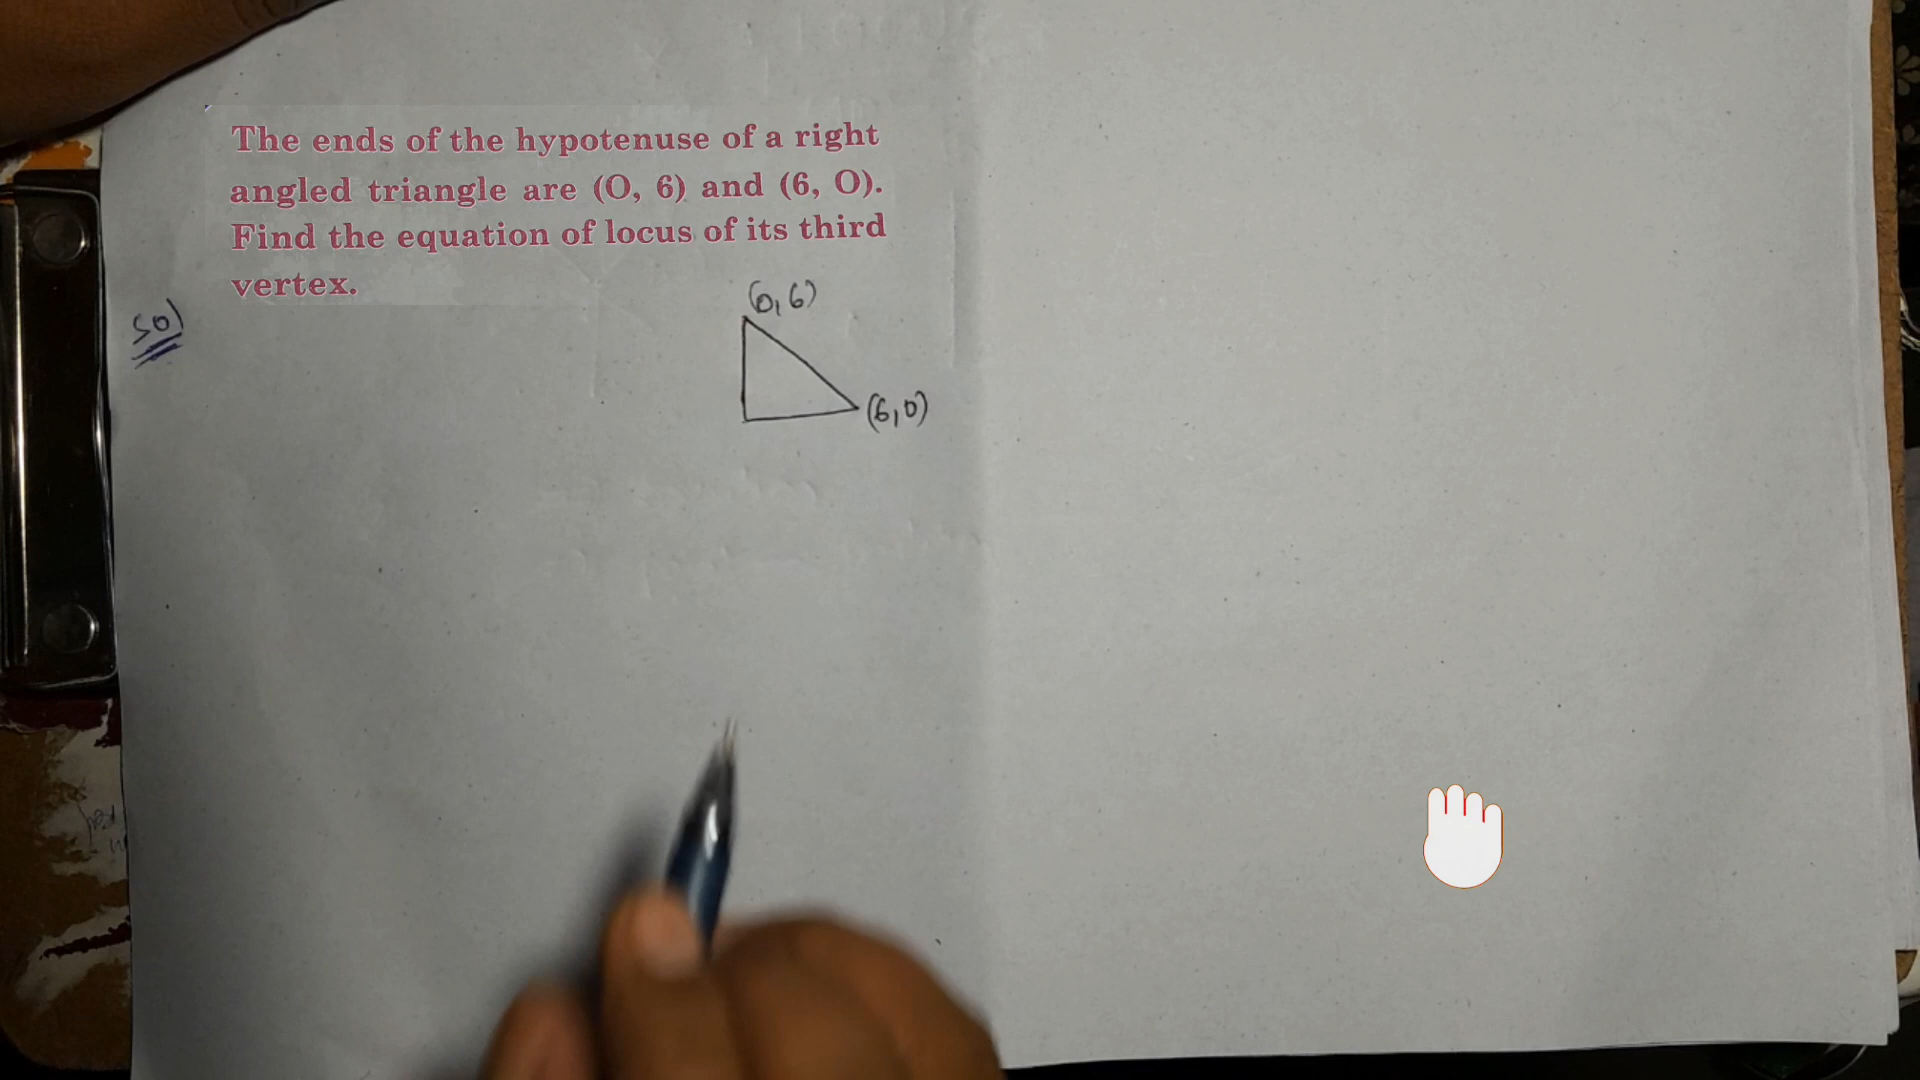 The ends of the hypotenuse of a right
angled triangle are (O, 6) and (6, O).
Find the equation of locus of its third
vertex.
Sol
(0,6)
(6,0)